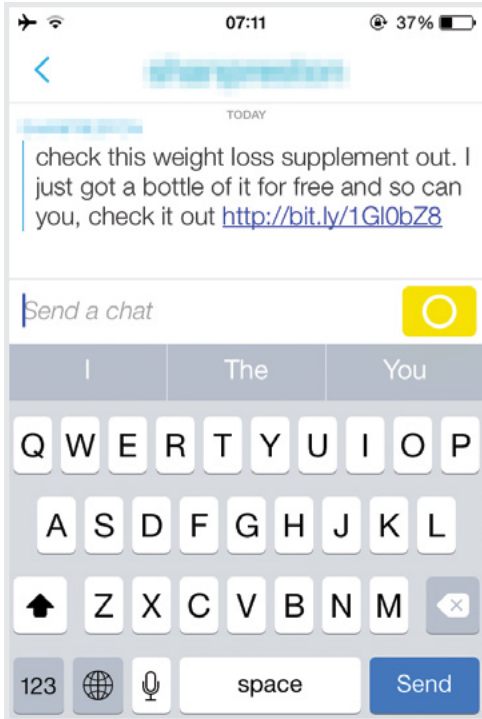 07:11
37%
TODAY
check this weight loss supplement out. I
just got a bottle of it for free and so can
you, check it out http://bit.ly/1Gl0bZ8
Send a chat
I The You
Q W E R T Y U I O P
A S D F G H J K L
Z X C V B N M
123 space Send